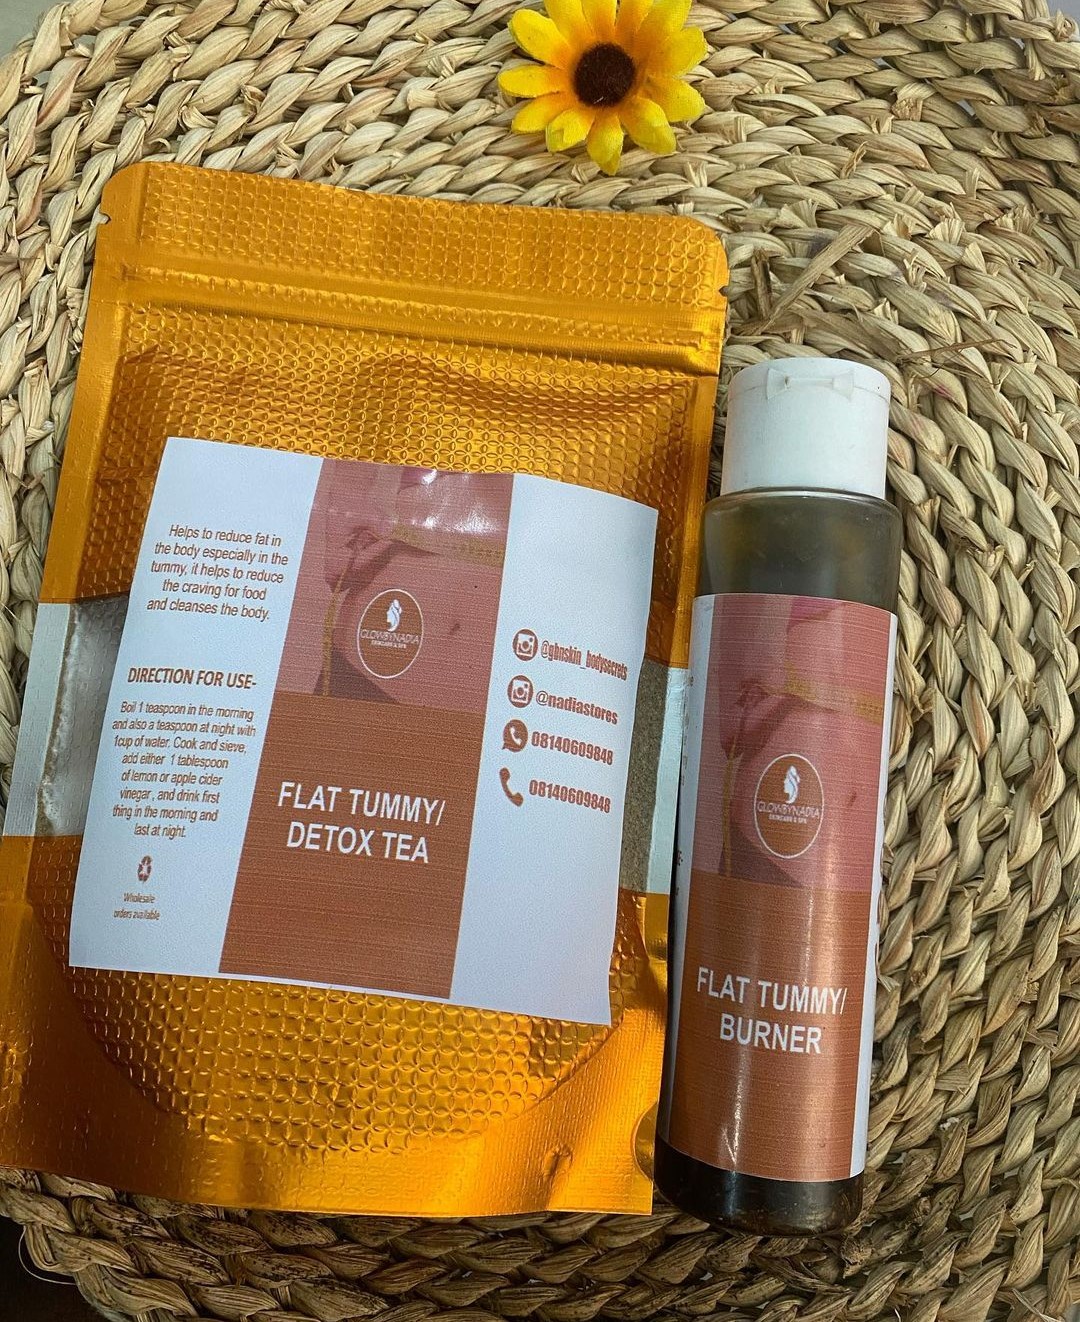 Helps to reduce fat in
the body especially in the
tummy, it helps to reduce
the craving for food
and cleanses the body.
DIRECTION FOR USE-
Boil 1 teaspoon in the morning
and also a teaspoon at night with
1cup of water. Cook and sieve,
add either 1 tablespoon
of lemon or apple cider
vinegar, and drink first
thing in the morning and
last at night.
Wholesale
orders available
GLOWBYNADIA
SKINCARE & SPA
FLAT TUMMY/
DETOX TEA
@gbnskin_bodysecrets
@nadiastores
08140609848
08140609848
GLOWBYNADIA
SKINCARE & SPA
FLAT TUMMY/
BURNER